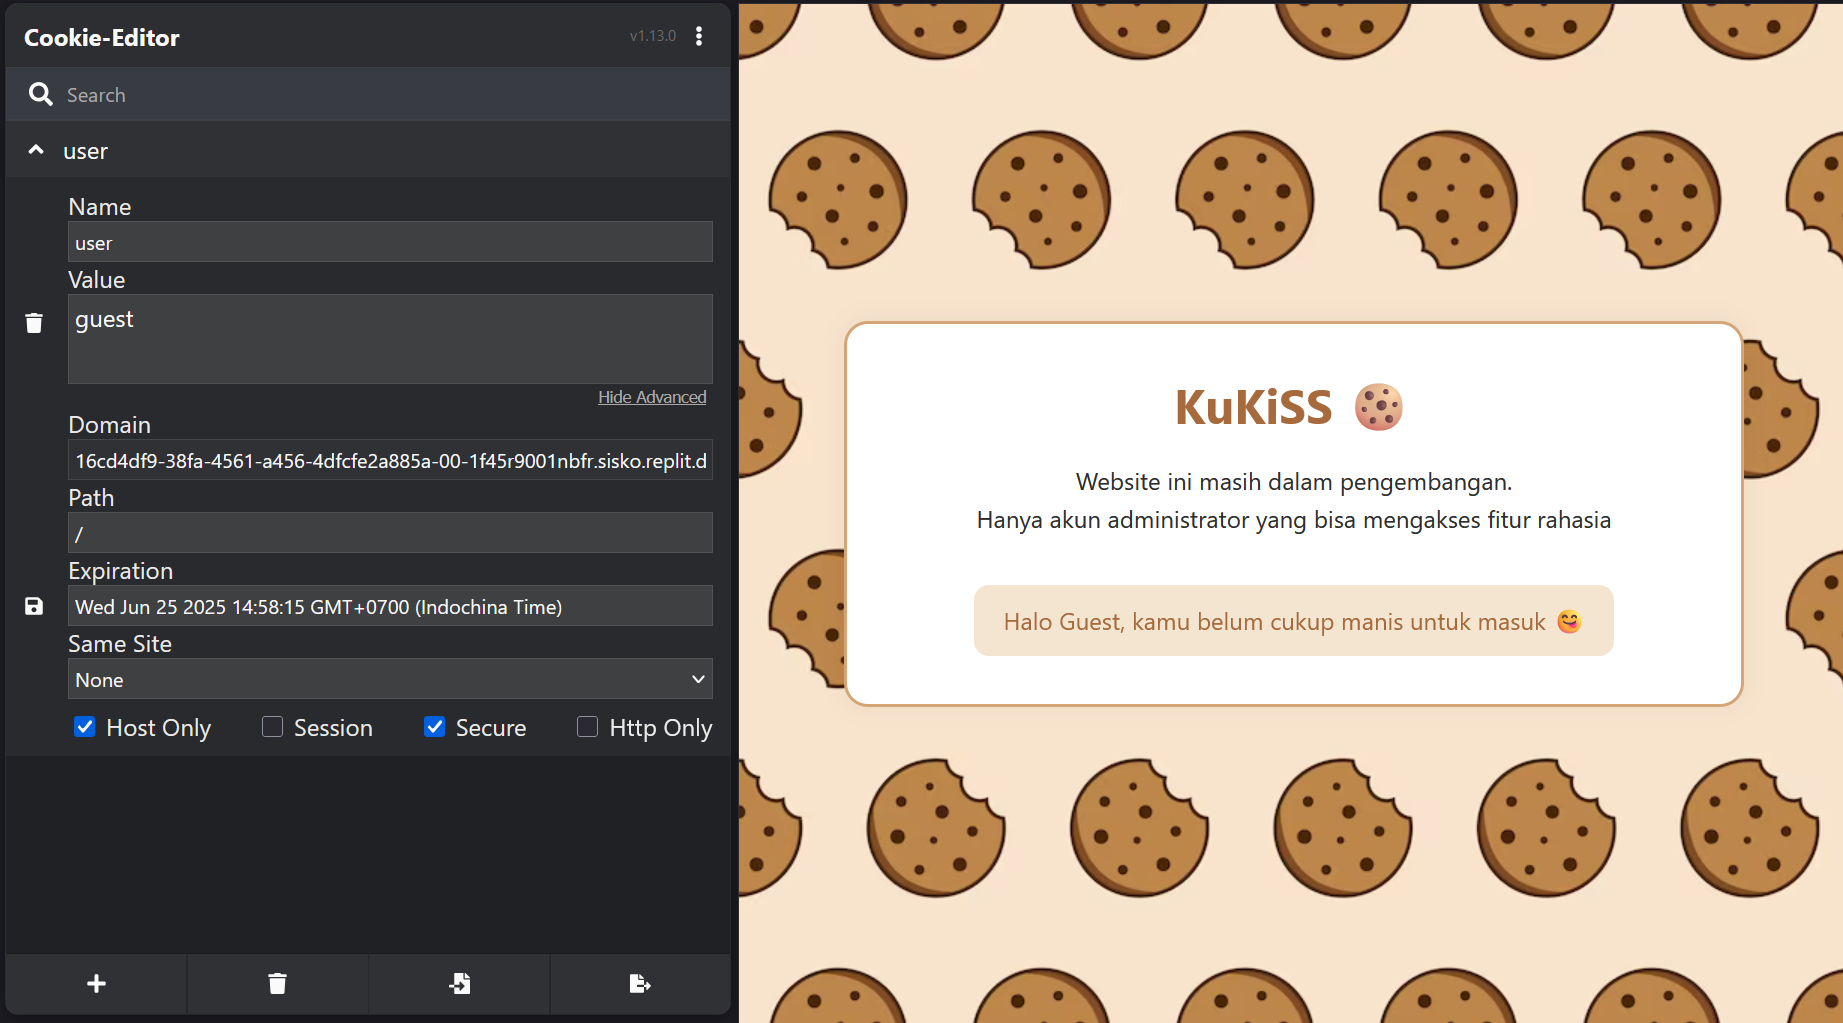 Cookie-Editor
v1.13.0
Search
user
Name
user
Value
guest
Hide Advanced
Domain
16cd4df9-38fa-4561-a456-4dfcfe2a885a-00-1f45r9001nbfr.sisko.replit.d
Path
/
Expiration
Wed Jun 25 2025 14:58:15 GMT+0700 (Indochina Time)
Same Site
None
Host Only
Session
Secure
Http Only
KuKiSS 🍪
Website ini masih dalam pengembangan.
Hanya akun administrator yang bisa mengakses fitur rahasia
Halo Guest, kamu belum cukup manis untuk masuk 😋